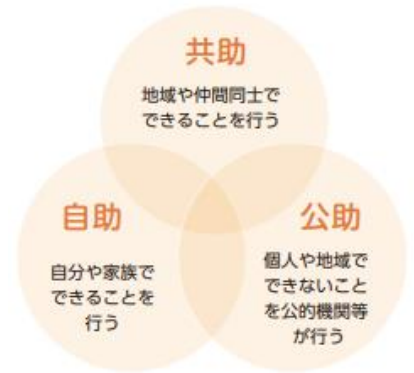 共助
地域や仲間同士で
できることを行う
自助
自分や家族で
できることを
行う
公助
個人や地域で
できないこと
を公的機関等
が行う